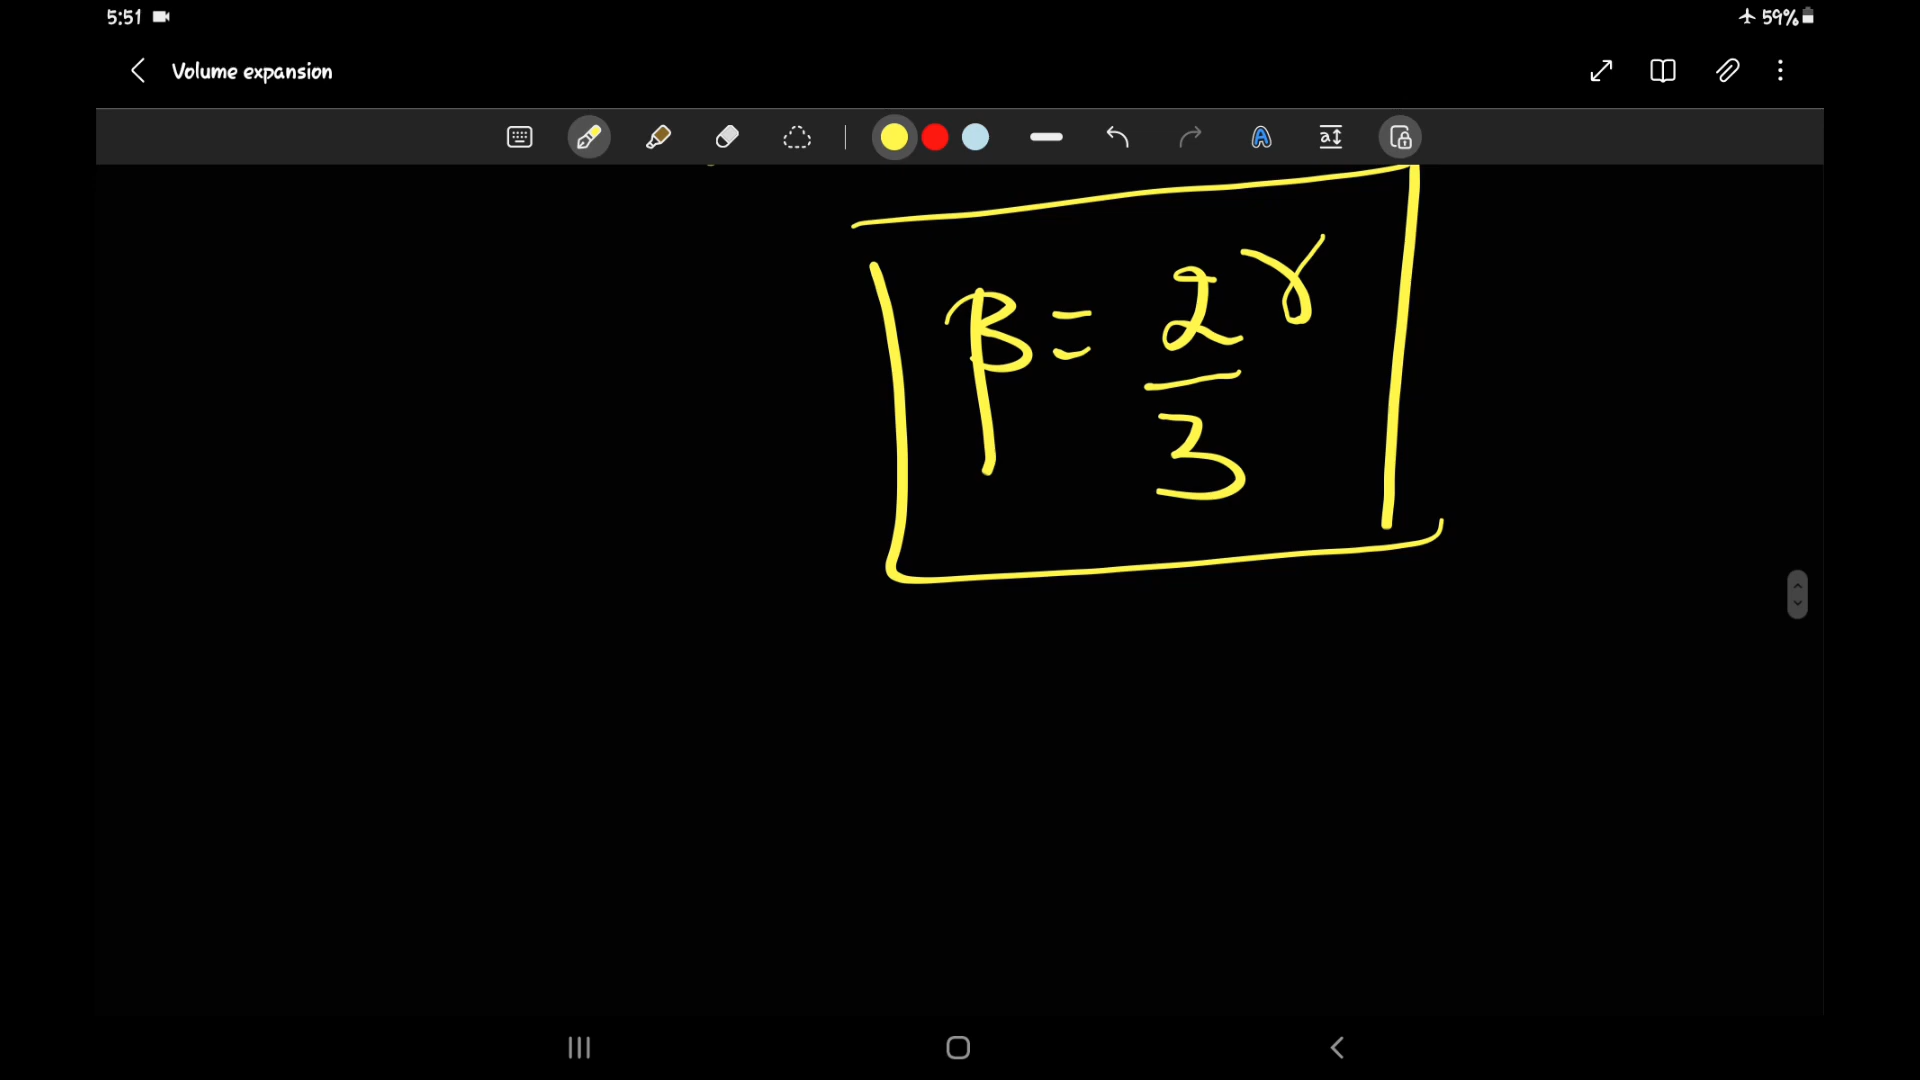 5:51 59%
Volume expansion
β = 2γ
3